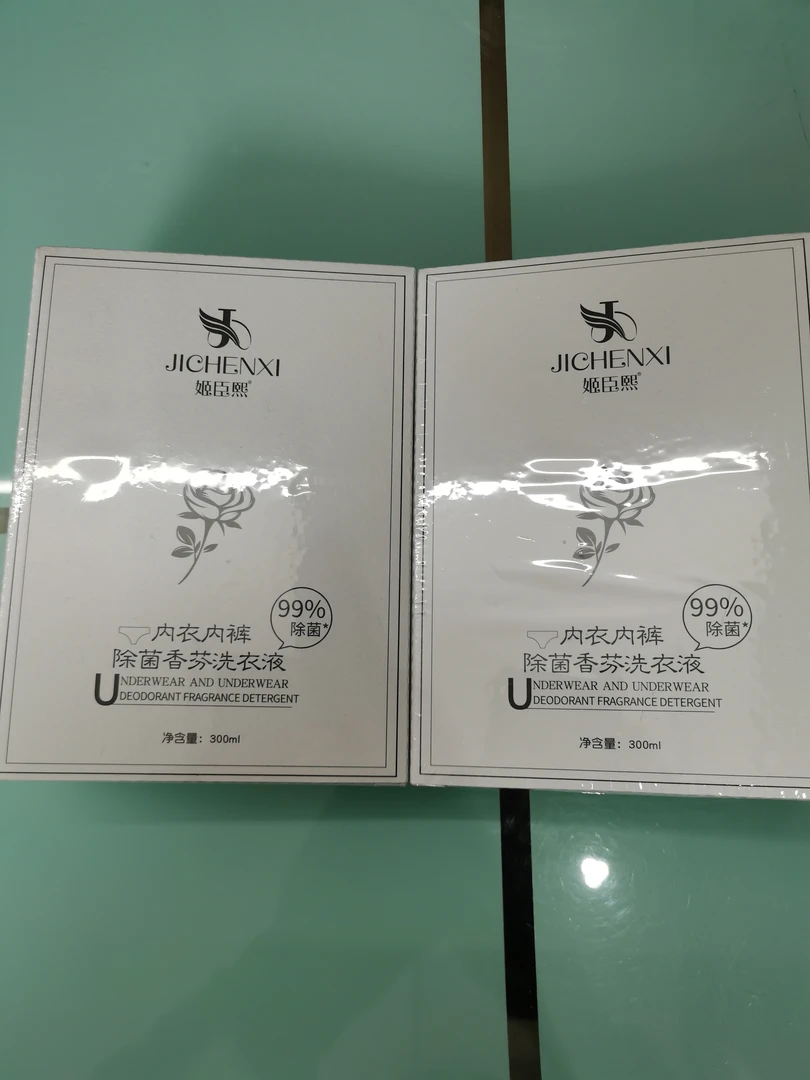 JICHENXI
姬臣熙®
99%
除菌*
内衣内裤
除菌香芬洗衣液
UNDERWEAR AND UNDERWEAR
DEODORANT FRAGRANCE DETERGENT
净含量：300ml
JICHENXI
姬臣熙®
99%
除菌*
内衣内裤
除菌香芬洗衣液
UNDERWEAR AND UNDERWEAR
DEODORANT FRAGRANCE DETERGENT
净含量：300ml